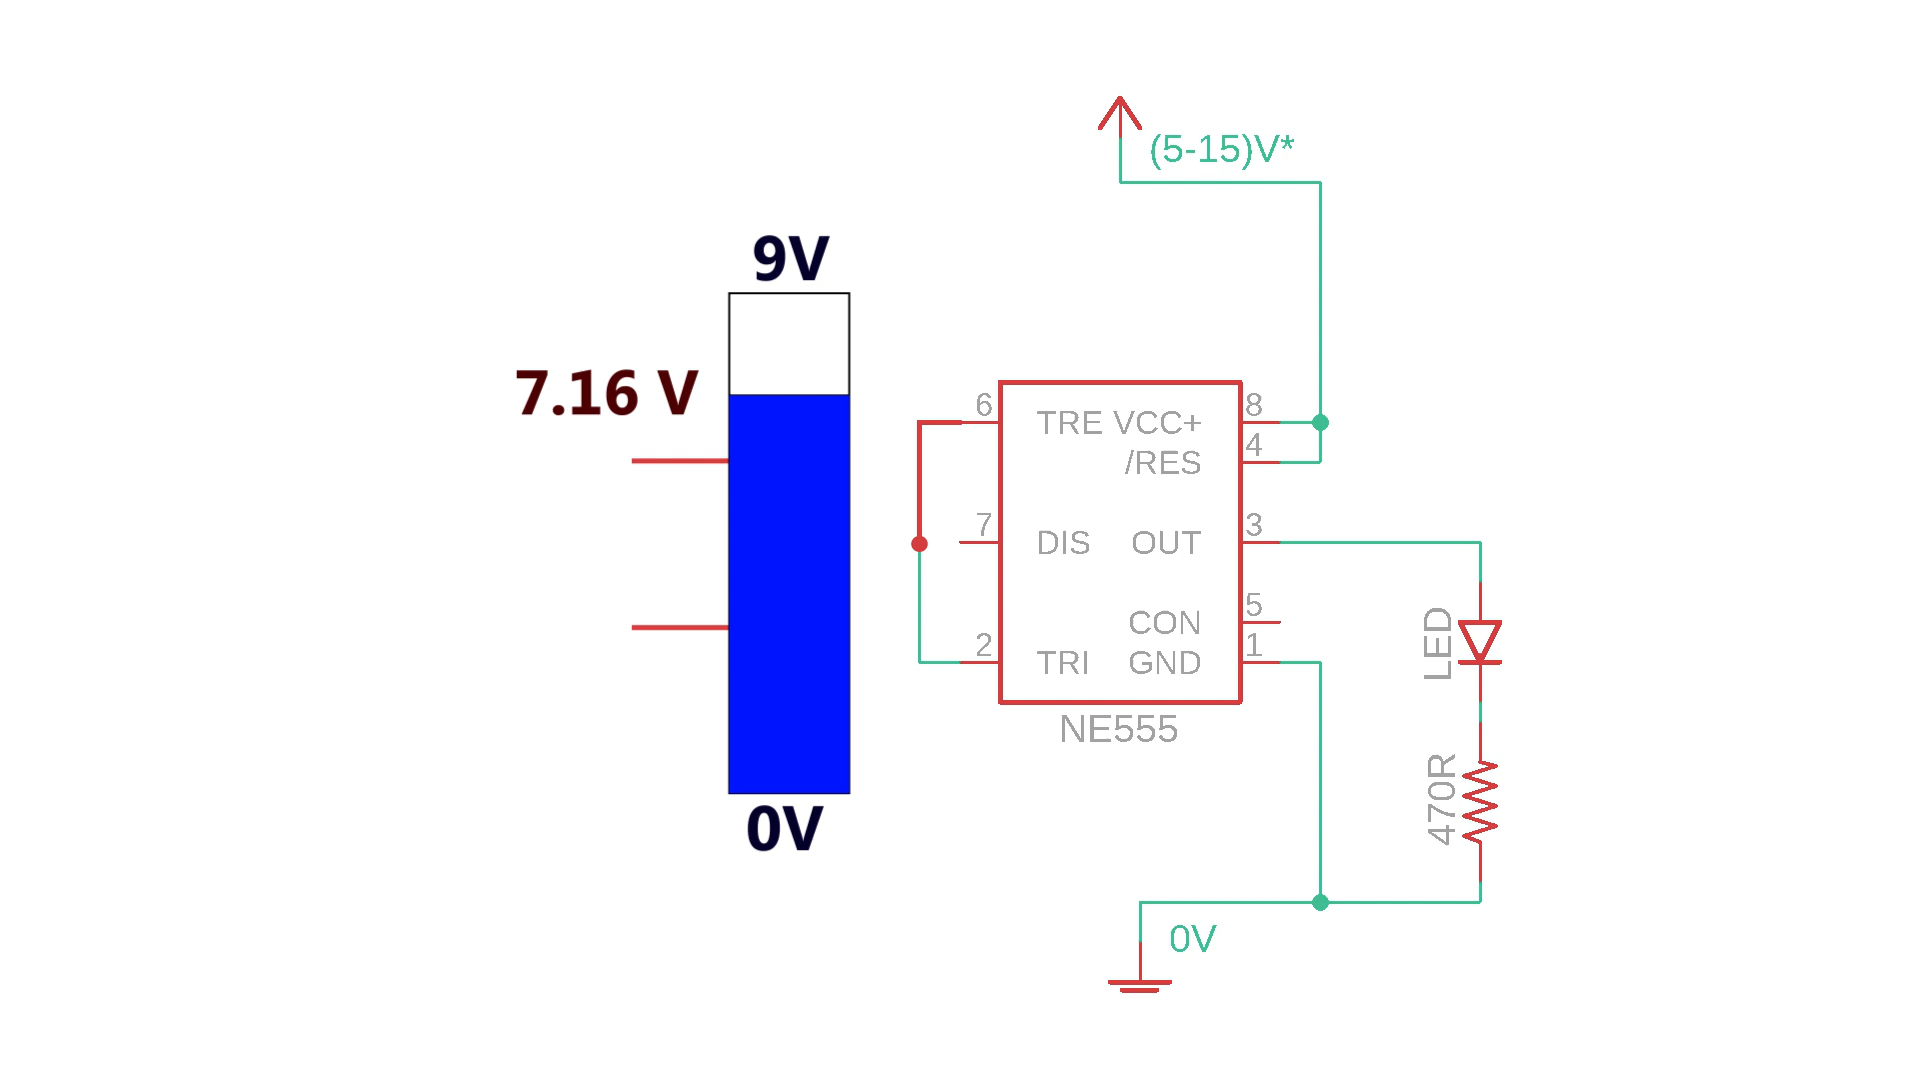 (5-15)V*
9V
7.16 V
0V
6
TRE
VCC+
8
/RES
4
7
DIS
OUT
3
CON
5
2
TRI
GND
1
NE555
LED
470R
0V